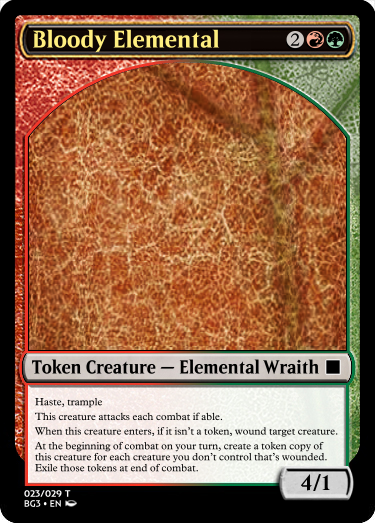 Bloody Elemental 2
Token Creature — Elemental Wraith
Haste, trample
This creature attacks each combat if able.
When this creature enters, if it isn't a token, wound target creature.
At the beginning of combat on your turn, create a token copy of
this creature for each creature you don't control that's wounded.
Exile those tokens at end of combat.
4/1
023/029 T
BG3 • EN